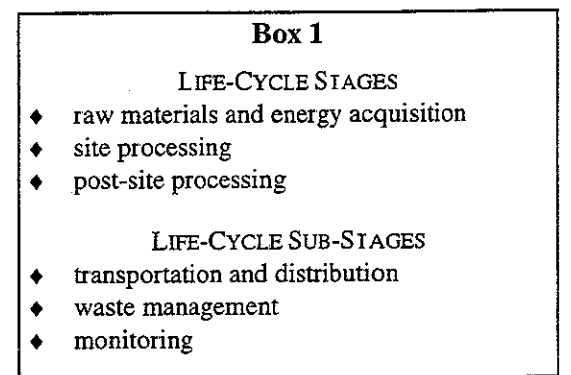 Box 1
LIFE-CYCLE STAGES
♦ raw materials and energy acquisition
♦ site processing
♦ post-site processing
LIFE-CYCLE SUB-STAGES
♦ transportation and distribution
♦ waste management
♦ monitoring